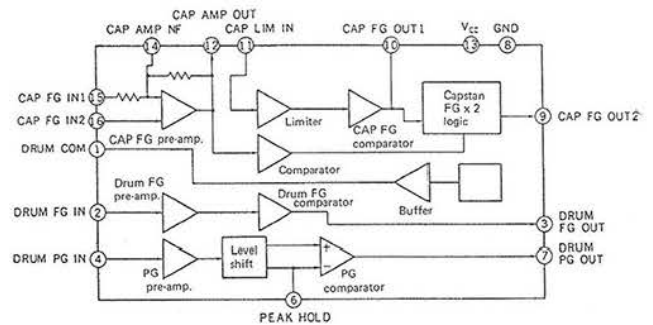 CAP AMP OUT
CAP AMP NF
CAP LIM IN
CAP FG OUT1
VCC
GND
14
12
11
10
13
8
CAP FG IN1
15
CAP FG IN2
16
DRUM COM
1
CAP FG pre-amp.
Limiter
CAP FG
comparator
Capstan
FG x 2
logic
9
CAP FG OUT2
Comparator
Buffer
Drum FG
pre-amp.
Drum FG
comparator
DRUM FG IN
2
3
DRUM
FG OUT
DRUM PG IN
4
PG
pre-amp.
Level
shift
+
−
PG
comparator
7
DRUM
PG OUT
6
PEAK HOLD